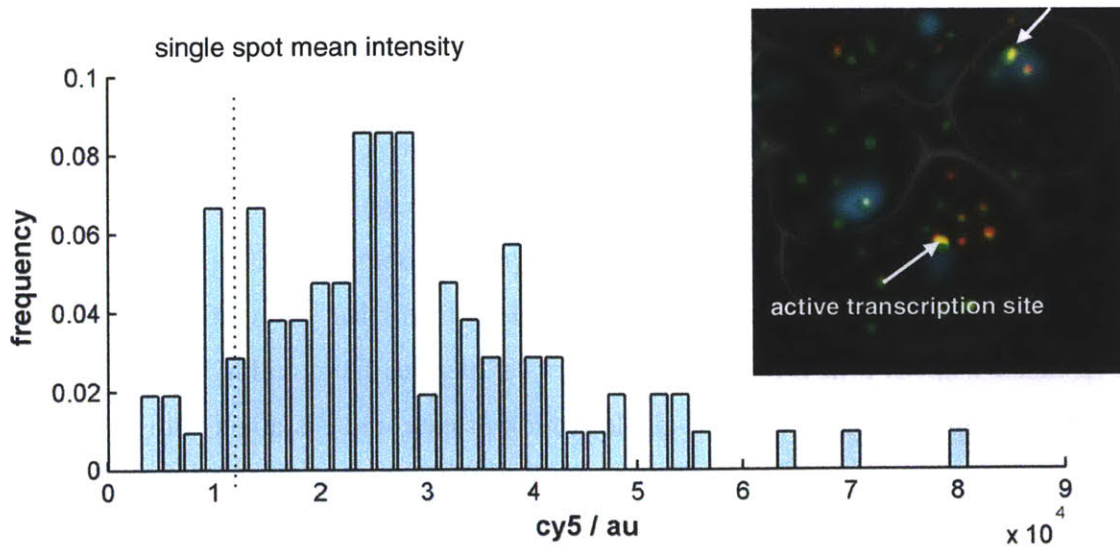 single spot mean intensity
0.1
0.08
0.06
0.04
0.02
0
frequency
0 1 2 3 4 5 6 7 8 9
cy5 / au
x 10 4
active transcription site